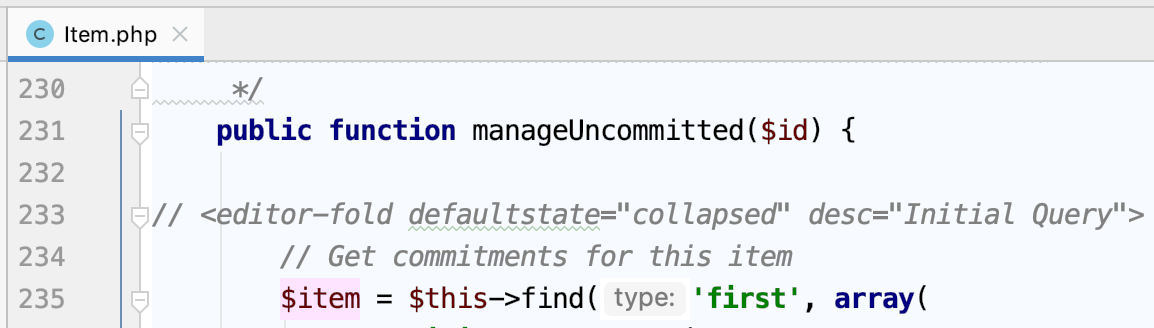 C Item.php
230 */
231 public function manageUncommitted($id) {
232
233 // <editor-fold defaultstate="collapsed" desc="Initial Query">
234 // Get commitments for this item
235 $item = $this->find( type: 'first', array(